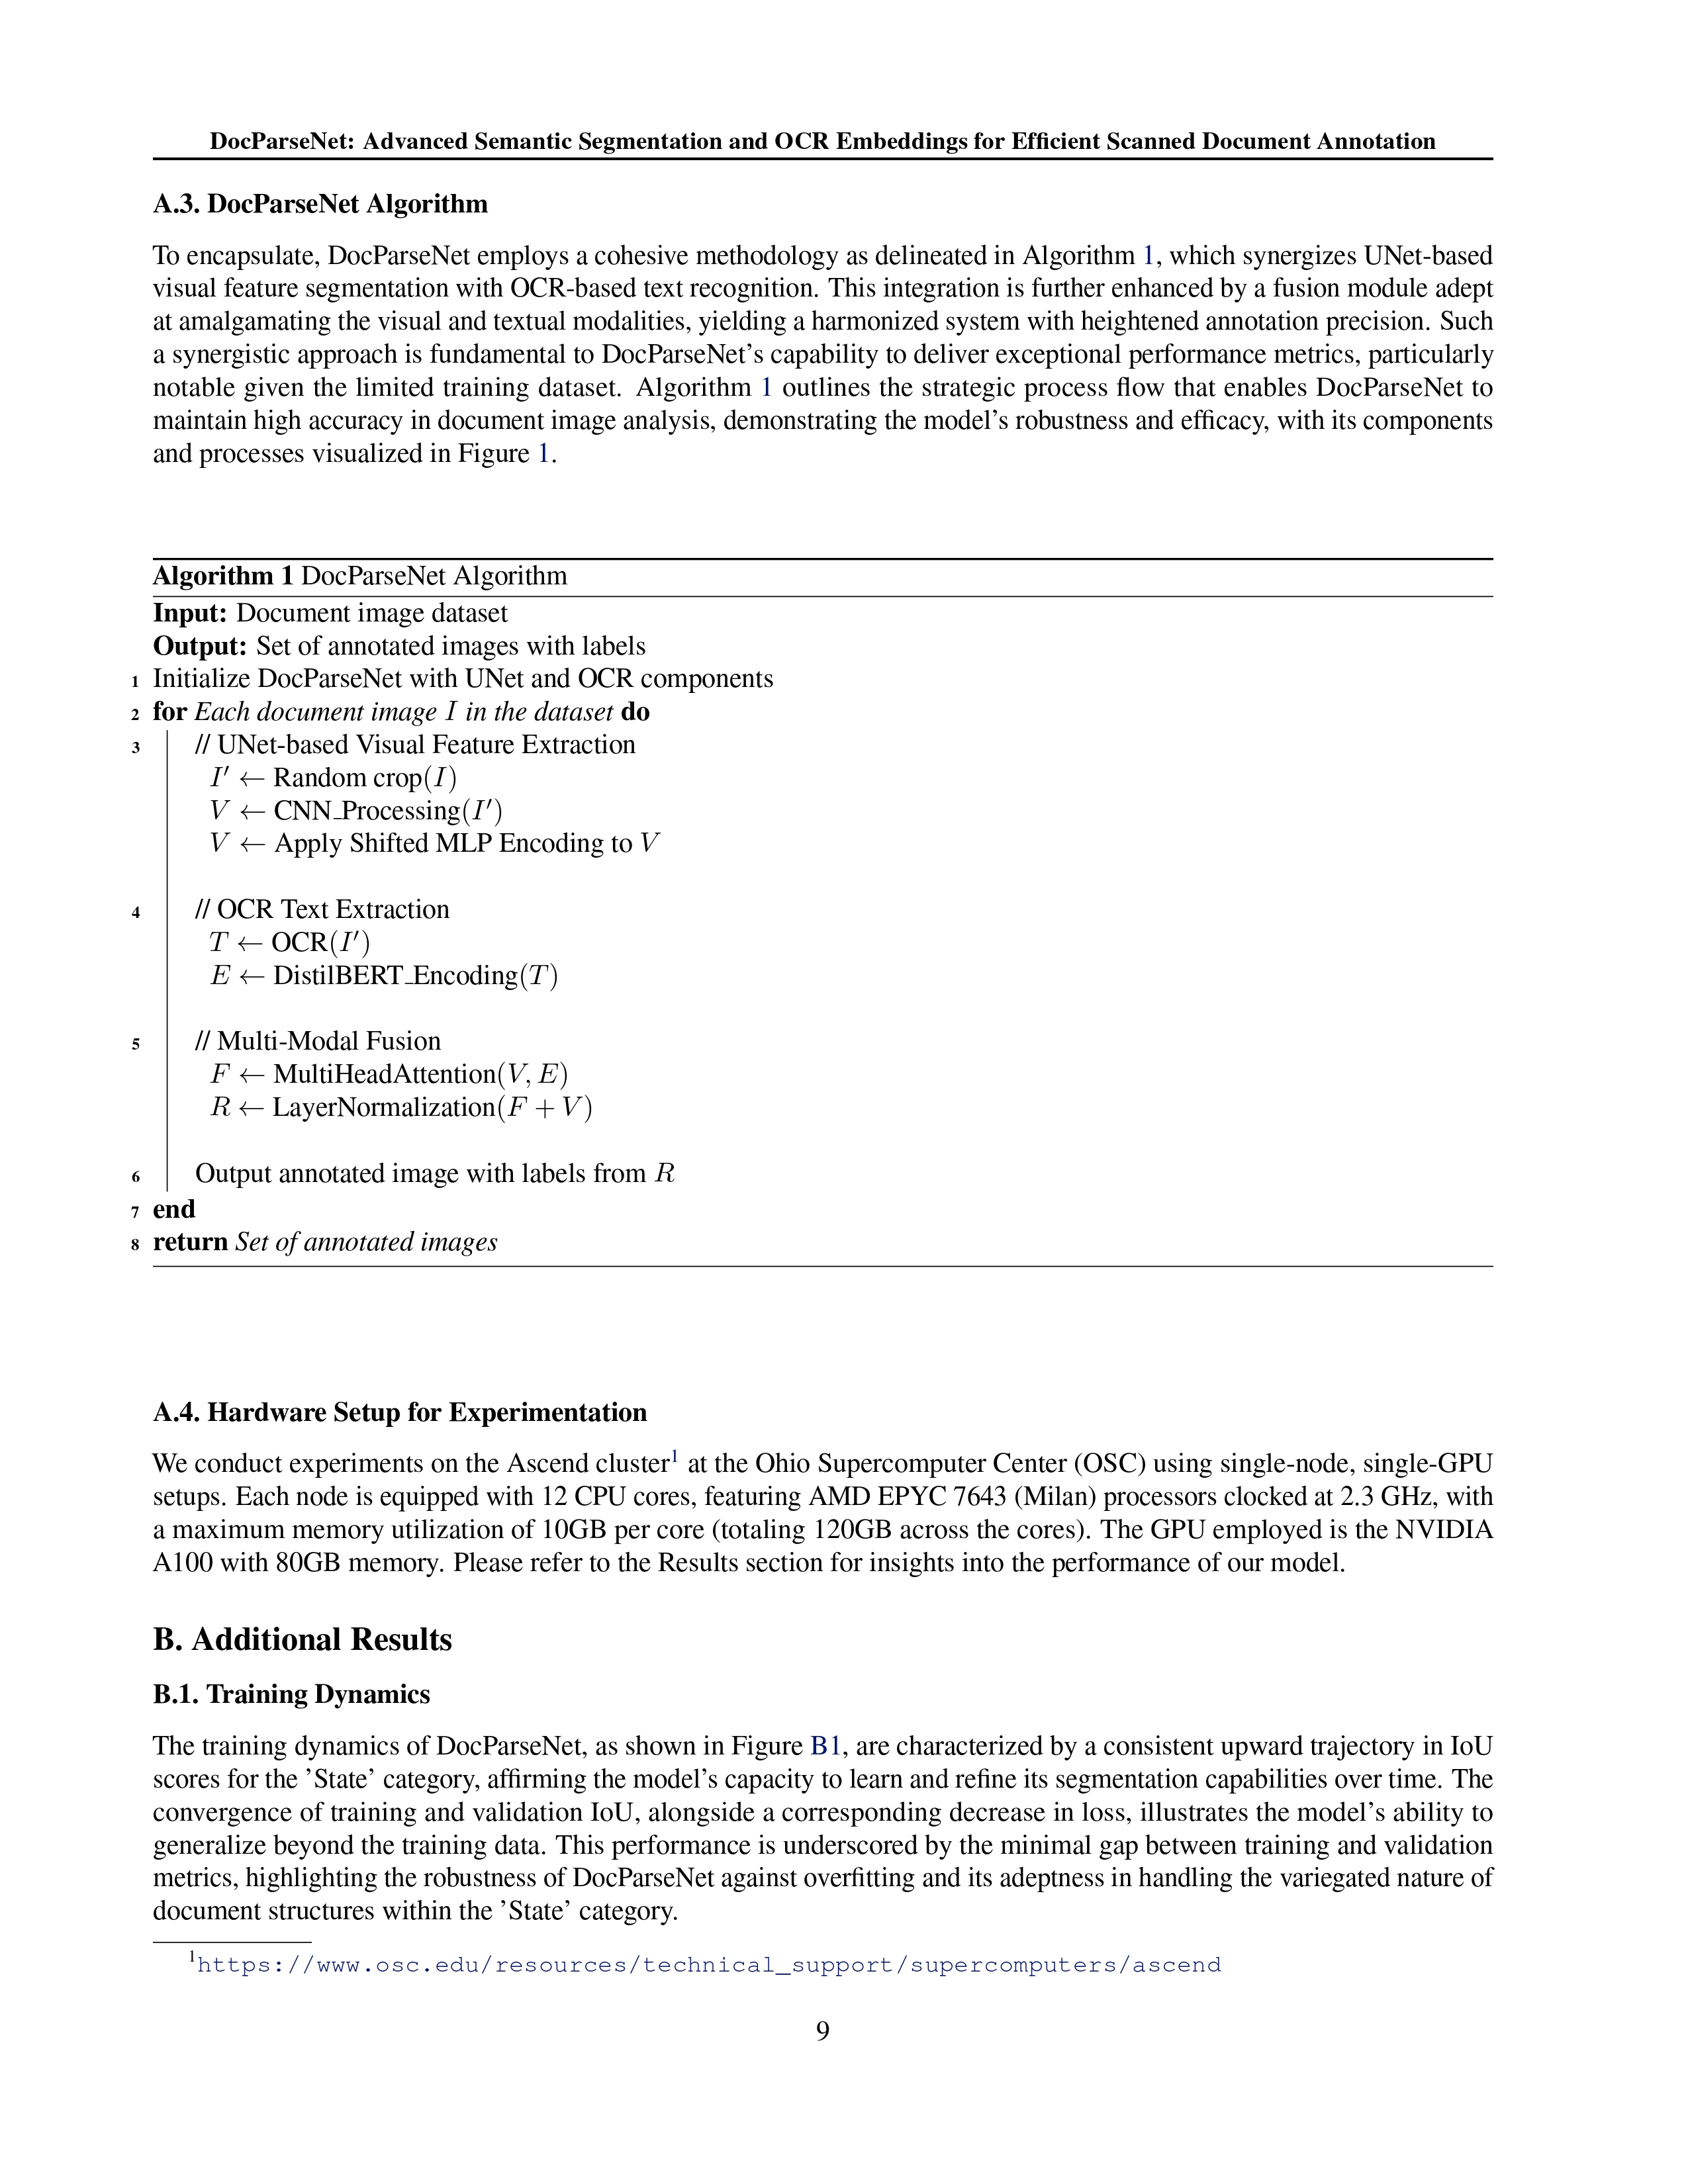 DocParseNet: Advanced Semantic Segmentation and OCR Embeddings for Efficient Scanned Document Annotation
A.3. DocParseNet Algorithm
To encapsulate, DocParseNet employs a cohesive methodology as delineated in Algorithm 1, which synergizes UNet-based
visual feature segmentation with OCR-based text recognition. This integration is further enhanced by a fusion module adept
at amalgamating the visual and textual modalities, yielding a harmonized system with heightened annotation precision. Such
a synergistic approach is fundamental to DocParseNet's capability to deliver exceptional performance metrics, particularly
notable given the limited training dataset. Algorithm 1 outlines the strategic process flow that enables DocParseNet to
maintain high accuracy in document image analysis, demonstrating the model's robustness and efficacy, with its components
and processes visualized in Figure 1.
Algorithm 1 DocParseNet Algorithm
Input: Document image dataset
Output: Set of annotated images with labels
1 Initialize DocParseNet with UNet and OCR components
2 for Each document image I in the dataset do
3 // UNet-based Visual Feature Extraction
I′ ← Random crop(I)
V ← CNN_Processing(I′)
V ← Apply Shifted MLP Encoding to V
4 // OCR Text Extraction
T ← OCR(I′)
E ← DistilBERT_Encoding(T)
5 // Multi-Modal Fusion
F ← MultiHeadAttention(V, E)
R ← LayerNormalization(F + V)
6 Output annotated image with labels from R
7 end
8 return Set of annotated images
A.4. Hardware Setup for Experimentation
We conduct experiments on the Ascend cluster1 at the Ohio Supercomputer Center (OSC) using single-node, single-GPU
setups. Each node is equipped with 12 CPU cores, featuring AMD EPYC 7643 (Milan) processors clocked at 2.3 GHz, with
a maximum memory utilization of 10GB per core (totaling 120GB across the cores). The GPU employed is the NVIDIA
A100 with 80GB memory. Please refer to the Results section for insights into the performance of our model.
B. Additional Results
B.1. Training Dynamics
The training dynamics of DocParseNet, as shown in Figure B1, are characterized by a consistent upward trajectory in IoU
scores for the ’State’ category, affirming the model's capacity to learn and refine its segmentation capabilities over time. The
convergence of training and validation IoU, alongside a corresponding decrease in loss, illustrates the model's ability to
generalize beyond the training data. This performance is underscored by the minimal gap between training and validation
metrics, highlighting the robustness of DocParseNet against overfitting and its adeptness in handling the variegated nature of
document structures within the ’State’ category.
1https://www.osc.edu/resources/technical_support/supercomputers/ascend
9